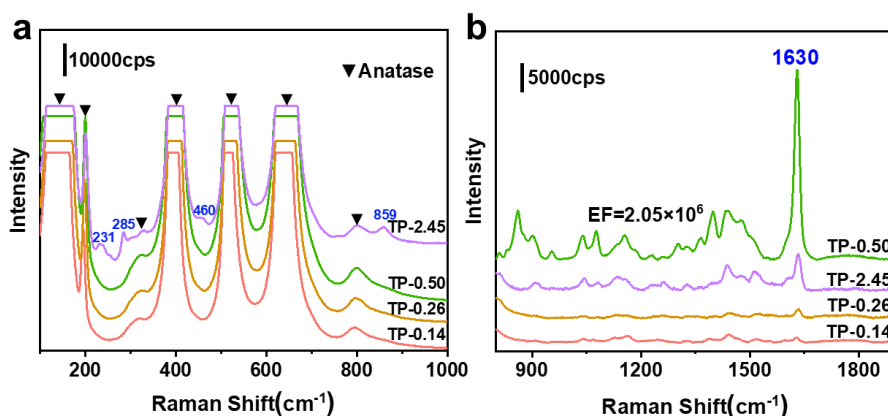 a
10000cps
▼Anatase
231
285
460
859
TP-2.45
TP-0.50
TP-0.26
TP-0.14
Intensity
200
400
600
800
1000
Raman Shift(cm⁻¹)
b
5000cps
1630
EF=2.05×10⁶
TP-0.50
TP-2.45
TP-0.26
TP-0.14
Intensity
900
1200
1500
1800
Raman Shift(cm⁻¹)